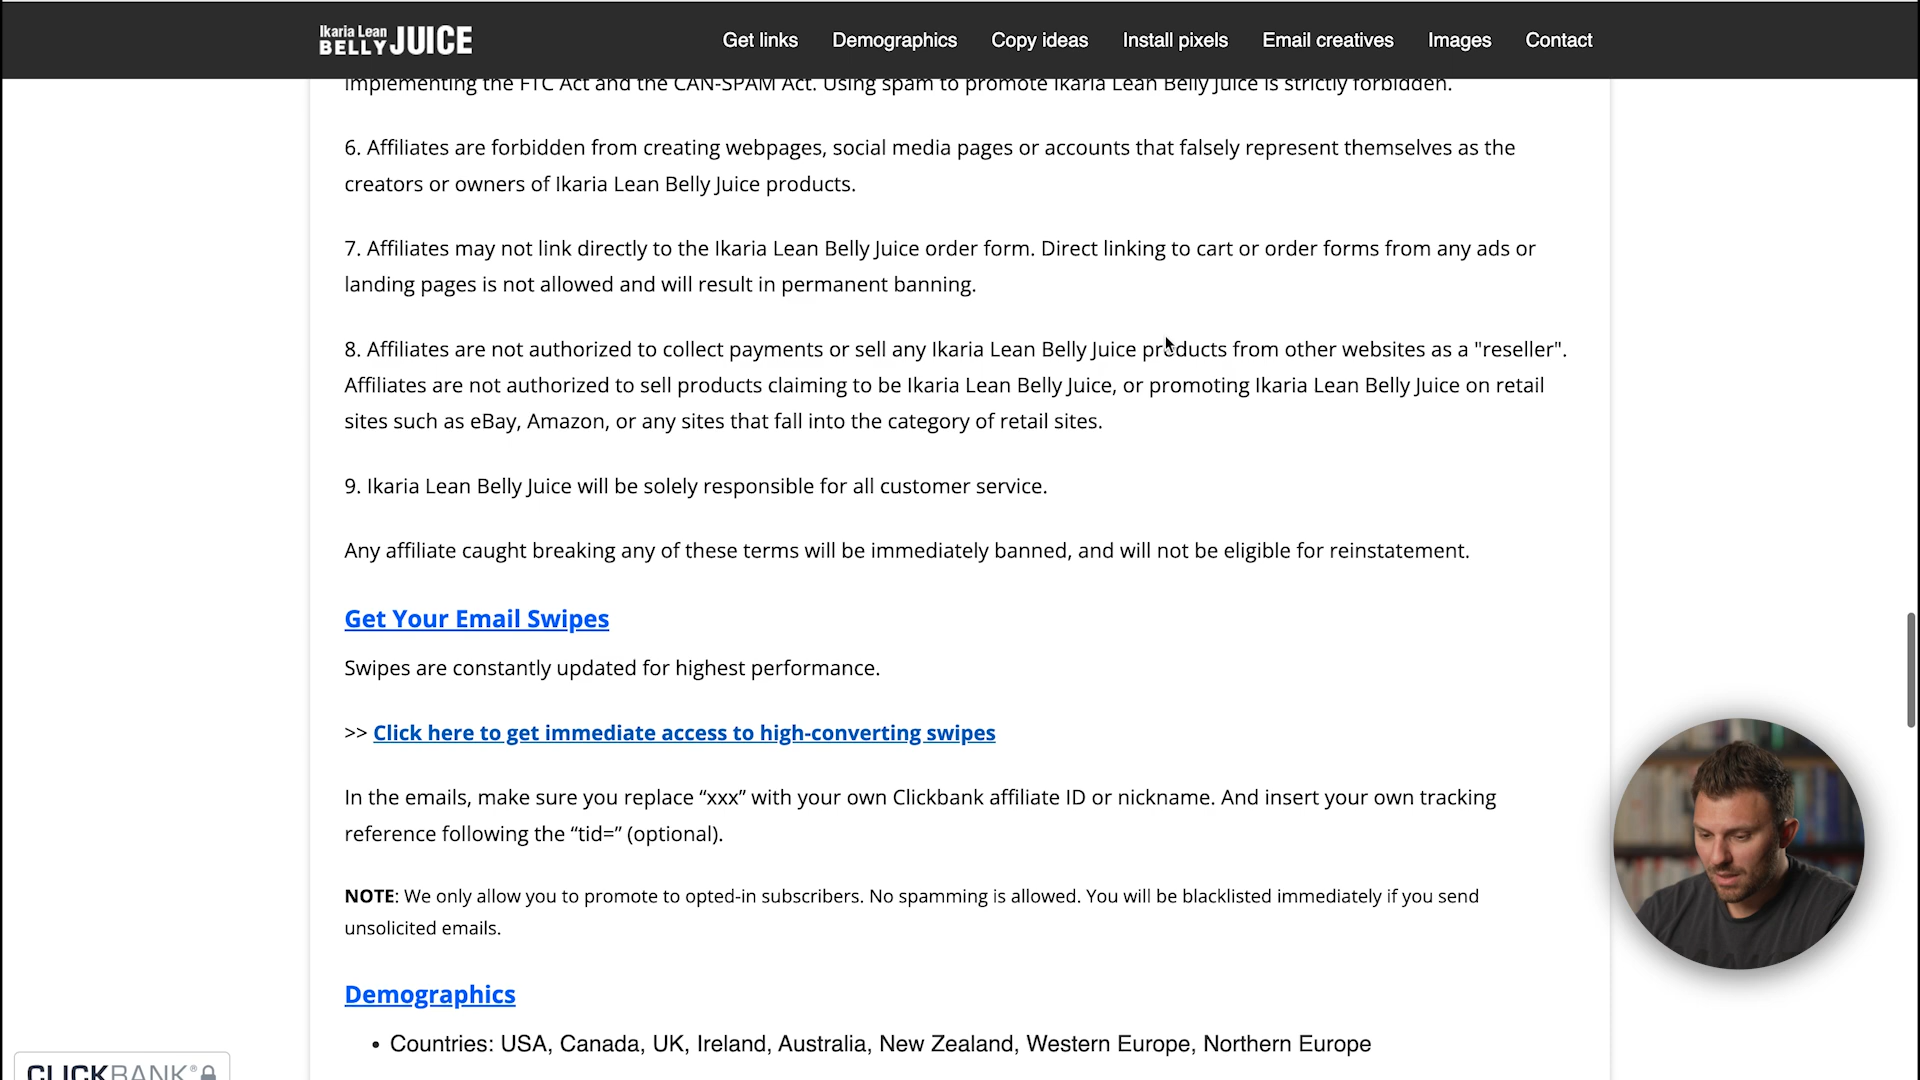 Ikaria Lean
BELLY JUICE
Get links
Demographics
Copy ideas
Install pixels
Email creatives
Images
Contact
implementing the FTC Act and the CAN-SPAM Act. Using spam to promote Ikaria Lean Belly Juice is strictly forbidden.
6. Affiliates are forbidden from creating webpages, social media pages or accounts that falsely represent themselves as the
creators or owners of Ikaria Lean Belly Juice products.
7. Affiliates may not link directly to the Ikaria Lean Belly Juice order form. Direct linking to cart or order forms from any ads or
landing pages is not allowed and will result in permanent banning.
8. Affiliates are not authorized to collect payments or sell any Ikaria Lean Belly Juice products from other websites as a "reseller".
Affiliates are not authorized to sell products claiming to be Ikaria Lean Belly Juice, or promoting Ikaria Lean Belly Juice on retail
sites such as eBay, Amazon, or any sites that fall into the category of retail sites.
9. Ikaria Lean Belly Juice will be solely responsible for all customer service.
Any affiliate caught breaking any of these terms will be immediately banned, and will not be eligible for reinstatement.
Get Your Email Swipes
Swipes are constantly updated for highest performance.
>> Click here to get immediate access to high-converting swipes
In the emails, make sure you replace “xxx” with your own Clickbank affiliate ID or nickname. And insert your own tracking
reference following the “tid=” (optional).
NOTE: We only allow you to promote to opted-in subscribers. No spamming is allowed. You will be blacklisted immediately if you send
unsolicited emails.
Demographics
• Countries: USA, Canada, UK, Ireland, Australia, New Zealand, Western Europe, Northern Europe
CLICKBANK®